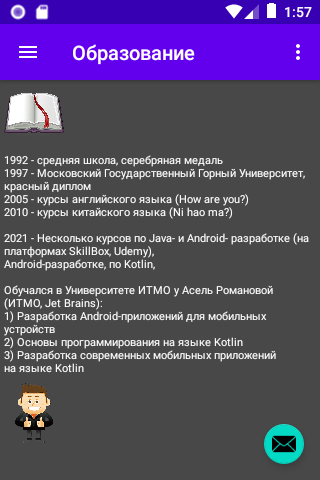 1:57
Образование
1992 - средняя школа, серебряная медаль
1997 - Московский Государственный Горный Университет,
красный диплом
2005 - курсы английского языка (How are you?)
2010 - курсы китайского языка (Ni hao ma?)
2021 - Несколько курсов по Java- и Android- разработке (на
платформах SkillBox, Udemy),
Android-разработке, по Kotlin,
Обучался в Университете ИТМО у Асель Романовой
(ИТМО, Jet Brains):
1) Разработка Android-приложений для мобильных
устройств
2) Основы программирования на языке Kotlin
3) Разработка современных мобильных приложений
на языке Kotlin